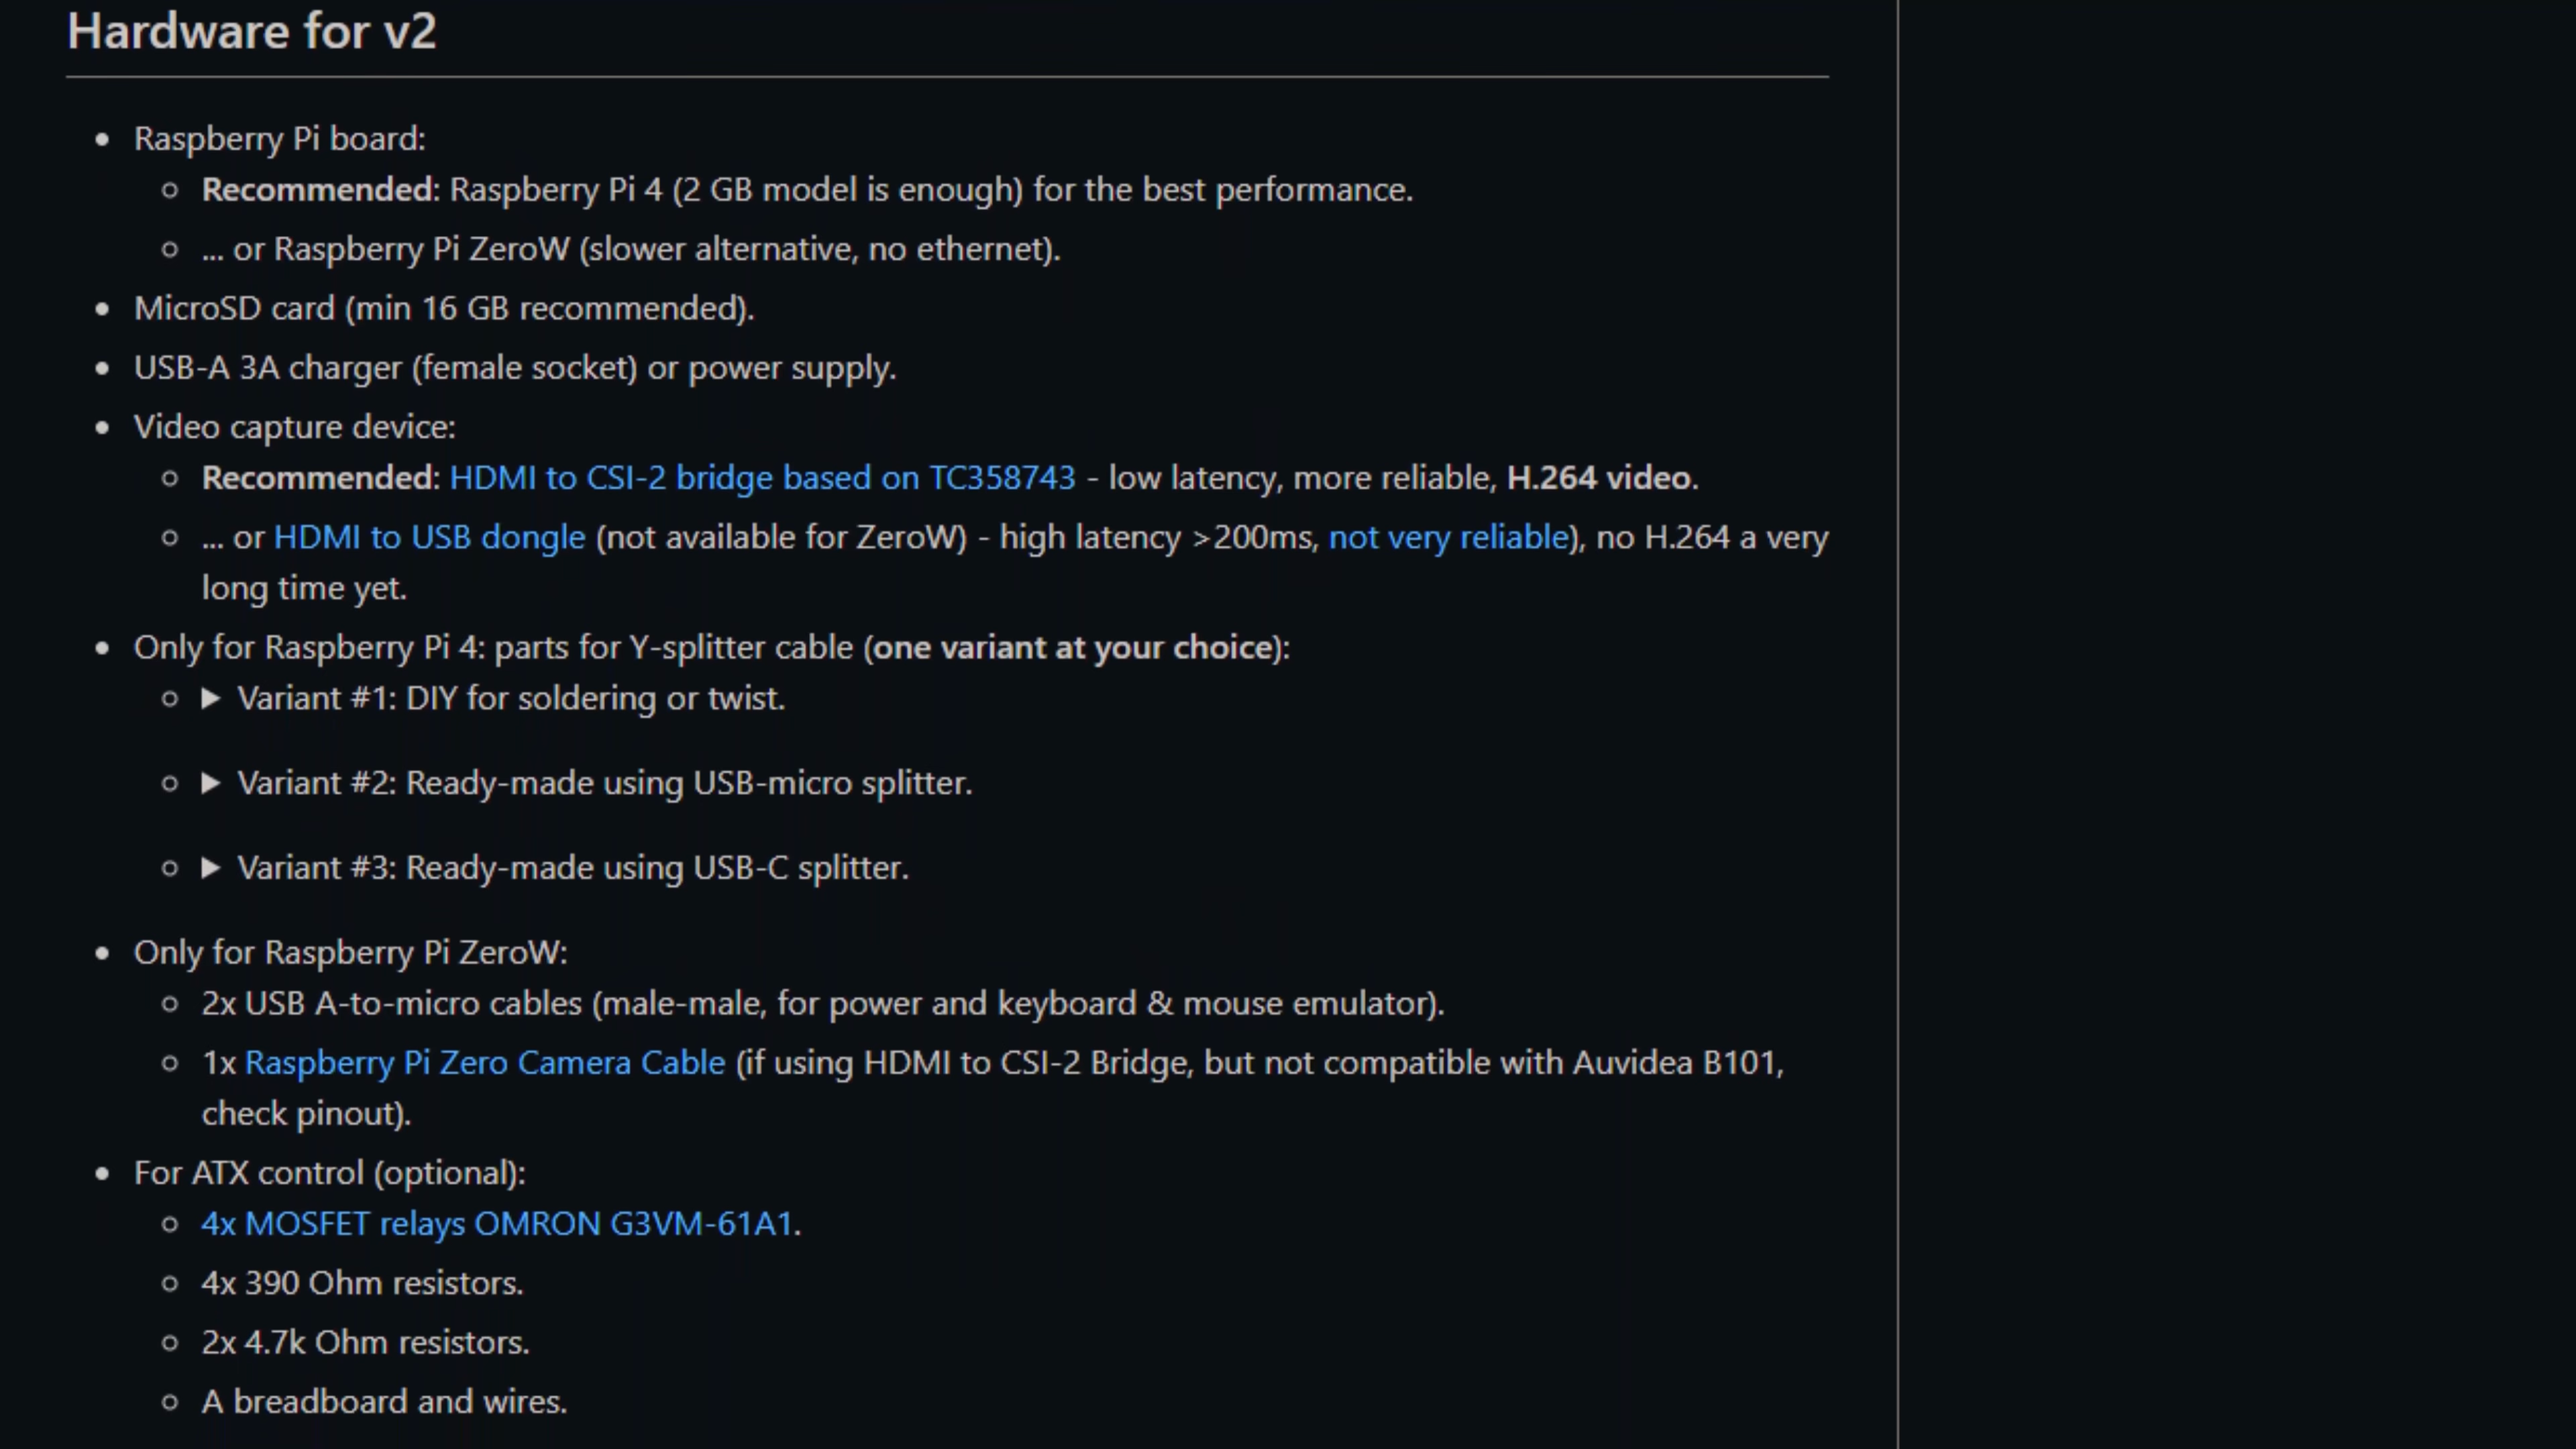 Hardware for v2
Raspberry Pi board:
Recommended: Raspberry Pi 4 (2 GB model is enough) for the best performance.
... or Raspberry Pi ZeroW (slower alternative, no ethernet).
MicroSD card (min 16 GB recommended).
USB-A 3A charger (female socket) or power supply.
Video capture device:
Recommended: HDMI to CSI-2 bridge based on TC358743 - low latency, more reliable, H.264 video.
... or HDMI to USB dongle (not available for ZeroW) - high latency >200ms, not very reliable), no H.264 a very
long time yet.
Only for Raspberry Pi 4: parts for Y-splitter cable (one variant at your choice):
Variant #1: DIY for soldering or twist.
Variant #2: Ready-made using USB-micro splitter.
Variant #3: Ready-made using USB-C splitter.
Only for Raspberry Pi ZeroW:
2x USB A-to-micro cables (male-male, for power and keyboard & mouse emulator).
1x Raspberry Pi Zero Camera Cable (if using HDMI to CSI-2 Bridge, but not compatible with Auvidea B101,
check pinout).
For ATX control (optional):
4x MOSFET relays OMRON G3VM-61A1.
4x 390 Ohm resistors.
2x 4.7k Ohm resistors.
A breadboard and wires.